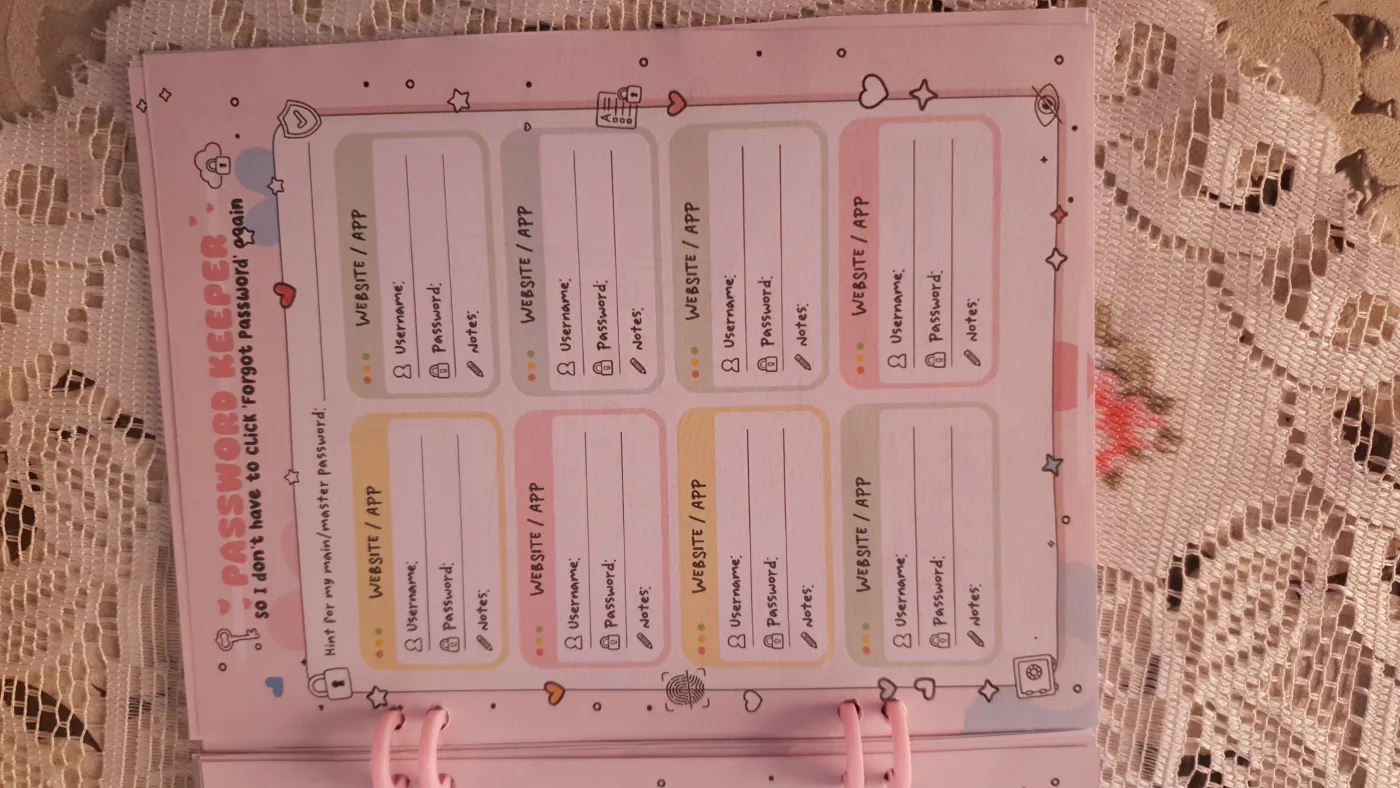 PASSWORD KEEPER
so I don't have to click 'Forgot Password' again
Hint for my main/master password:
WEBSITE / APP
Username:
Password:
Notes:
WEBSITE / APP
Username:
Password:
Notes:
WEBSITE / APP
Username:
Password:
Notes:
WEBSITE / APP
Username:
Password:
Notes:
WEBSITE / APP
Username:
Password:
Notes:
WEBSITE / APP
Username:
Password:
Notes:
WEBSITE / APP
Username:
Password:
Notes:
WEBSITE / APP
Username:
Password:
Notes: